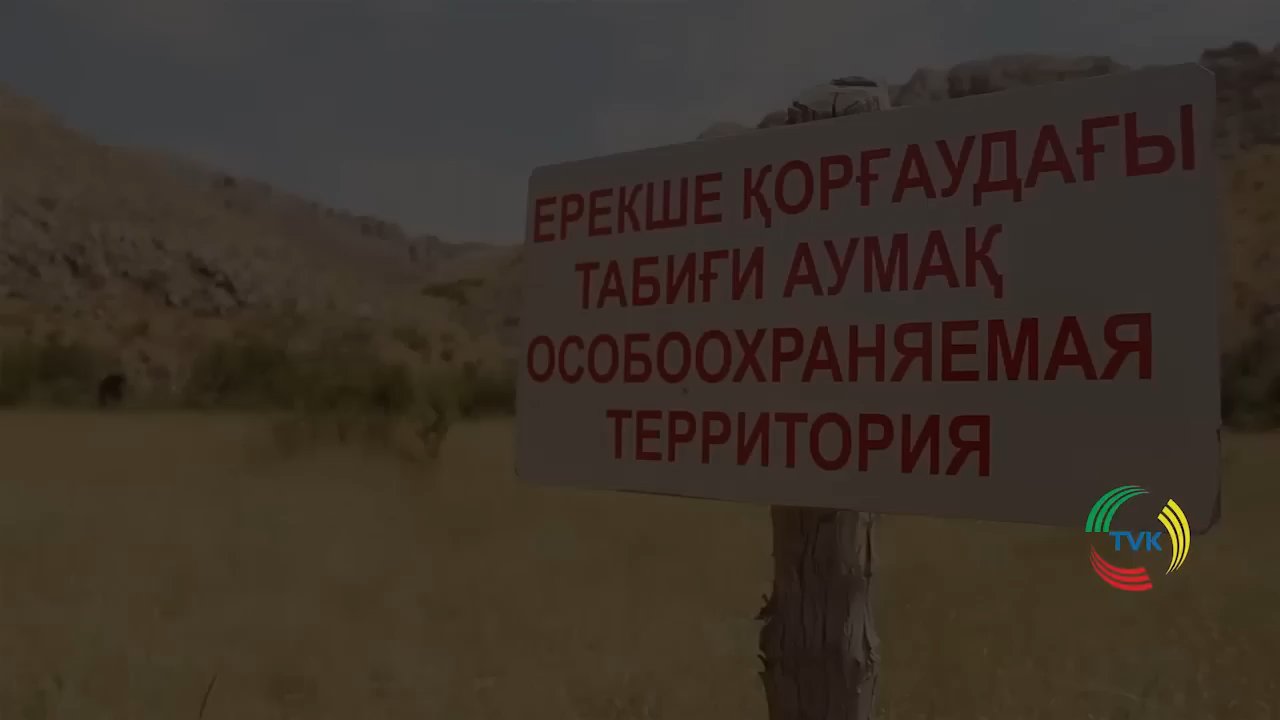 ЕРЕКШЕ ҚОРҒАУДАҒЫ
ТАБИҒИ АУМАҚ
ОСОБООХРАНЯЕМАЯ
ТЕРРИТОРИЯ
TVK